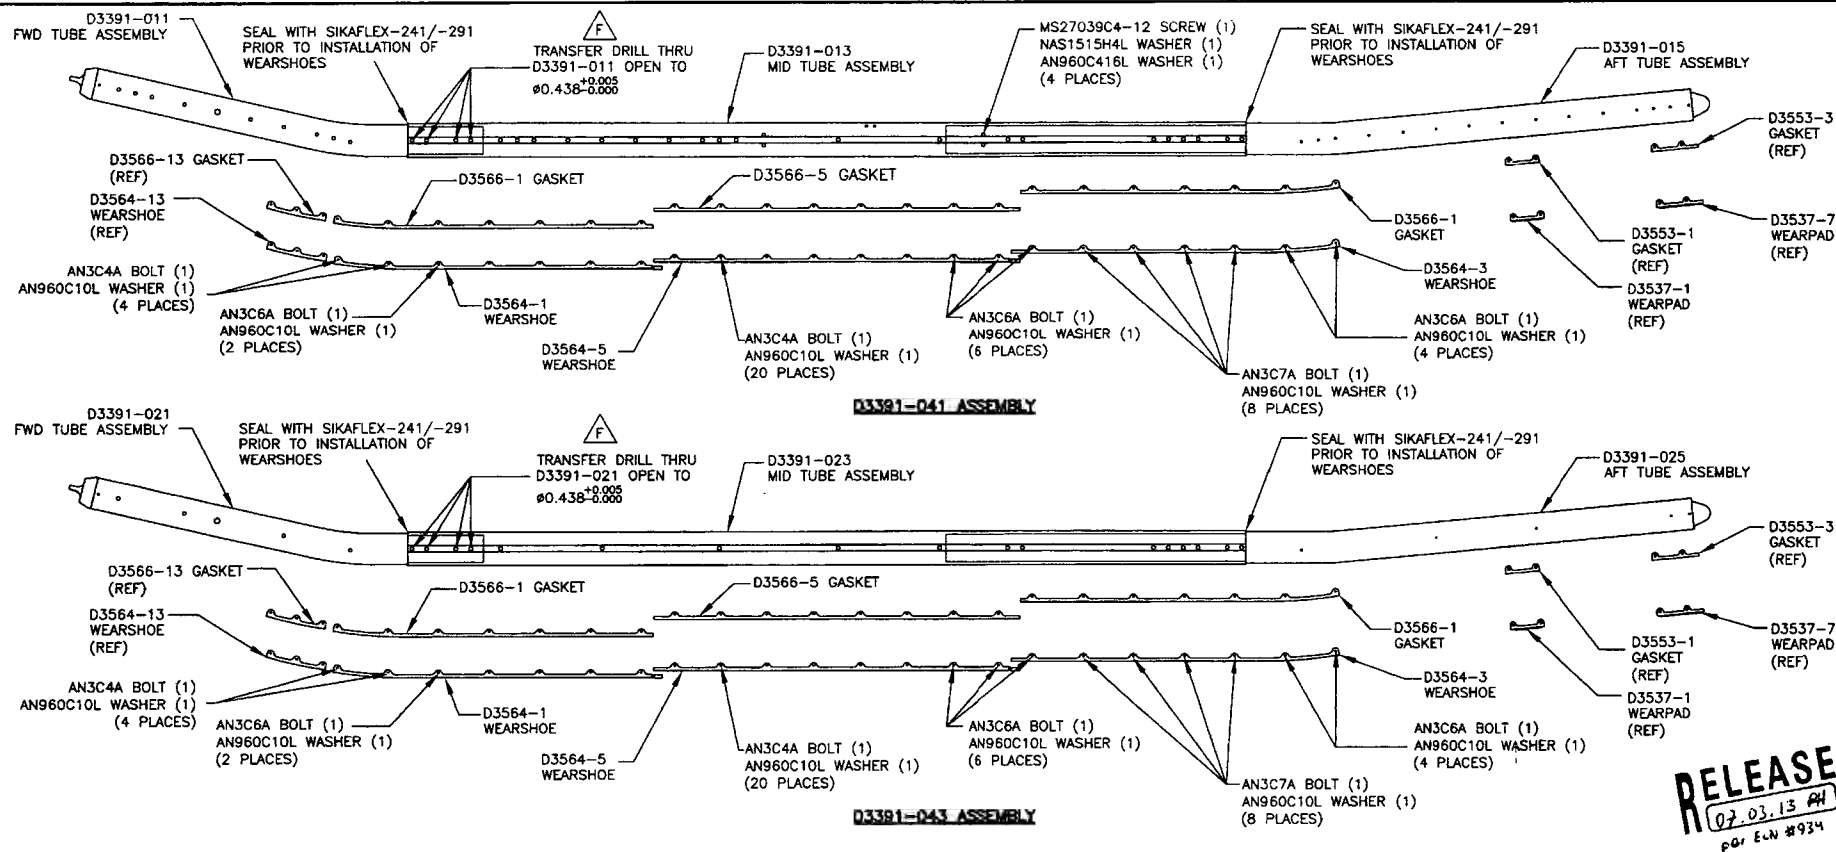 D3391-011
FWD TUBE ASSEMBLY
SEAL WITH SIKAFLEX-241/-291
PRIOR TO INSTALLATION OF
WEARSHOES
F
TRANSFER DRILL THRU
D3391-011 OPEN TO
ø0.438+0.005-0.000
D3391-013
MID TUBE ASSEMBLY
MS27039C4-12 SCREW (1)
NAS1515H4L WASHER (1)
AN960C416L WASHER (1)
(4 PLACES)
SEAL WITH SIKAFLEX-241/-291
PRIOR TO INSTALLATION OF
WEARSHOES
D3391-015
AFT TUBE ASSEMBLY
D3553-3
GASKET
(REF)
D3566-13 GASKET
(REF)
D3564-13
WEARSHOE
(REF)
D3566-1 GASKET
D3566-5 GASKET
D3566-1
GASKET
D3553-1
GASKET
(REF)
D3537-7
WEARPAD
(REF)
AN3C4A BOLT (1)
AN960C10L WASHER (1)
(4 PLACES)
AN3C6A BOLT (1)
AN960C10L WASHER (1)
(2 PLACES)
D3564-1
WEARSHOE
D3564-5
WEARSHOE
AN3C4A BOLT (1)
AN960C10L WASHER (1)
(20 PLACES)
AN3C6A BOLT (1)
AN960C10L WASHER (1)
(6 PLACES)
D3564-3
WEARSHOE
D3537-1
WEARPAD
(REF)
AN3C6A BOLT (1)
AN960C10L WASHER (1)
(4 PLACES)
AN3C7A BOLT (1)
AN960C10L WASHER (1)
(8 PLACES)
D3391-041 ASSEMBLY
D3391-021
FWD TUBE ASSEMBLY
SEAL WITH SIKAFLEX-241/-291
PRIOR TO INSTALLATION OF
WEARSHOES
F
TRANSFER DRILL THRU
D3391-021 OPEN TO
ø0.438+0.005-0.000
D3391-023
MID TUBE ASSEMBLY
SEAL WITH SIKAFLEX-241/-291
PRIOR TO INSTALLATION OF
WEARSHOES
D3391-025
AFT TUBE ASSEMBLY
D3553-3
GASKET
(REF)
D3566-13 GASKET
(REF)
D3564-13
WEARSHOE
(REF)
D3566-1 GASKET
D3566-5 GASKET
D3566-1
GASKET
D3553-1
GASKET
(REF)
D3537-7
WEARPAD
(REF)
AN3C4A BOLT (1)
AN960C10L WASHER (1)
(4 PLACES)
AN3C6A BOLT (1)
AN960C10L WASHER (1)
(2 PLACES)
D3564-1
WEARSHOE
D3564-5
WEARSHOE
AN3C4A BOLT (1)
AN960C10L WASHER (1)
(20 PLACES)
AN3C6A BOLT (1)
AN960C10L WASHER (1)
(6 PLACES)
D3564-3
WEARSHOE
D3537-1
WEARPAD
(REF)
AN3C6A BOLT (1)
AN960C10L WASHER (1)
(4 PLACES)
AN3C7A BOLT (1)
AN960C10L WASHER (1)
(8 PLACES)
D3391-043 ASSEMBLY
RELEASE
07.03.13
per ECN #934